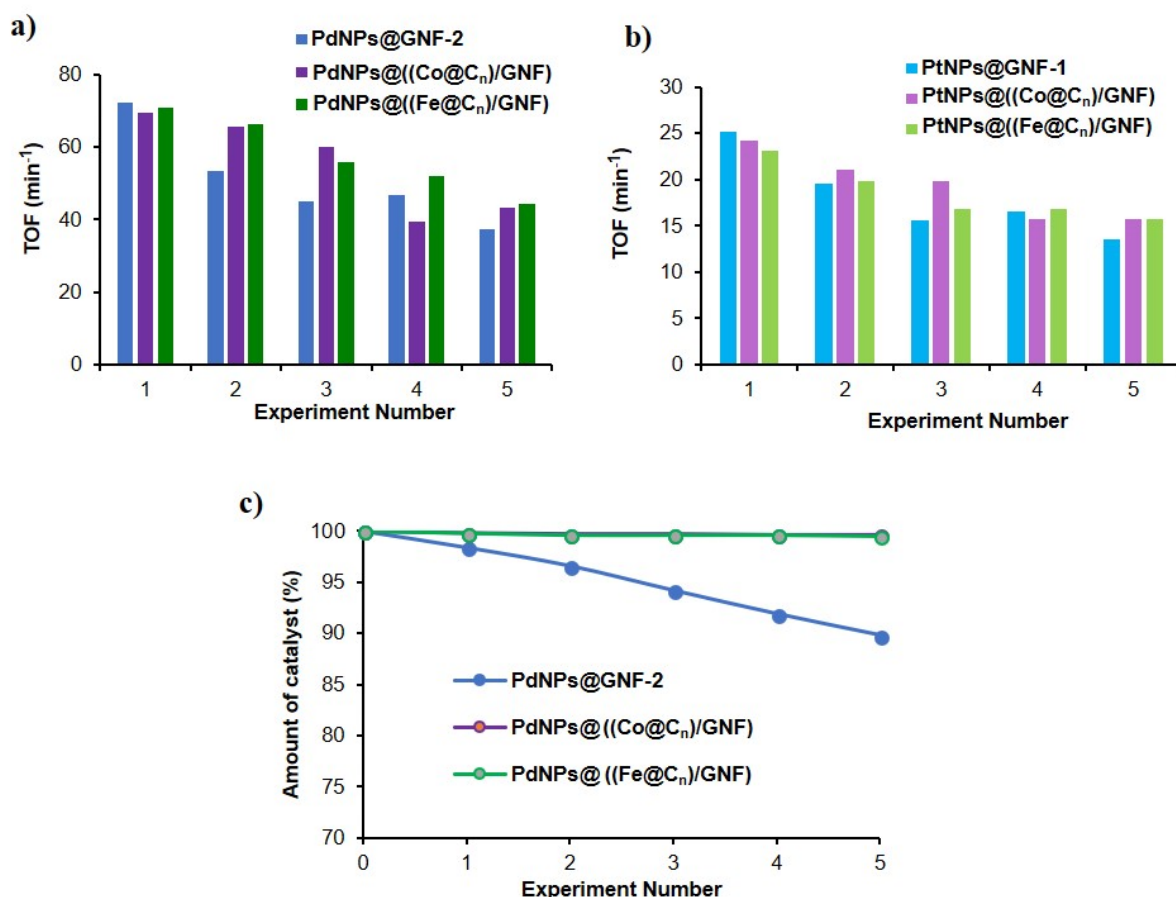 a)
PdNPs@GNF-2
PdNPs@((Co@Cn)/GNF)
PdNPs@((Fe@Cn)/GNF)
80
60
40
20
0
TOF (min-1)
1 2 3 4 5
Experiment Number
b)
PtNPs@GNF-1
PtNPs@((Co@Cn)/GNF)
PtNPs@((Fe@Cn)/GNF)
30
25
20
15
10
5
0
TOF (min-1)
1 2 3 4 5
Experiment Number
c)
100
95
90
85
80
75
70
Amount of catalyst (%)
PdNPs@GNF-2
PdNPs@((Co@Cn)/GNF)
PdNPs@ ((Fe@Cn)/GNF)
0 1 2 3 4 5
Experiment Number